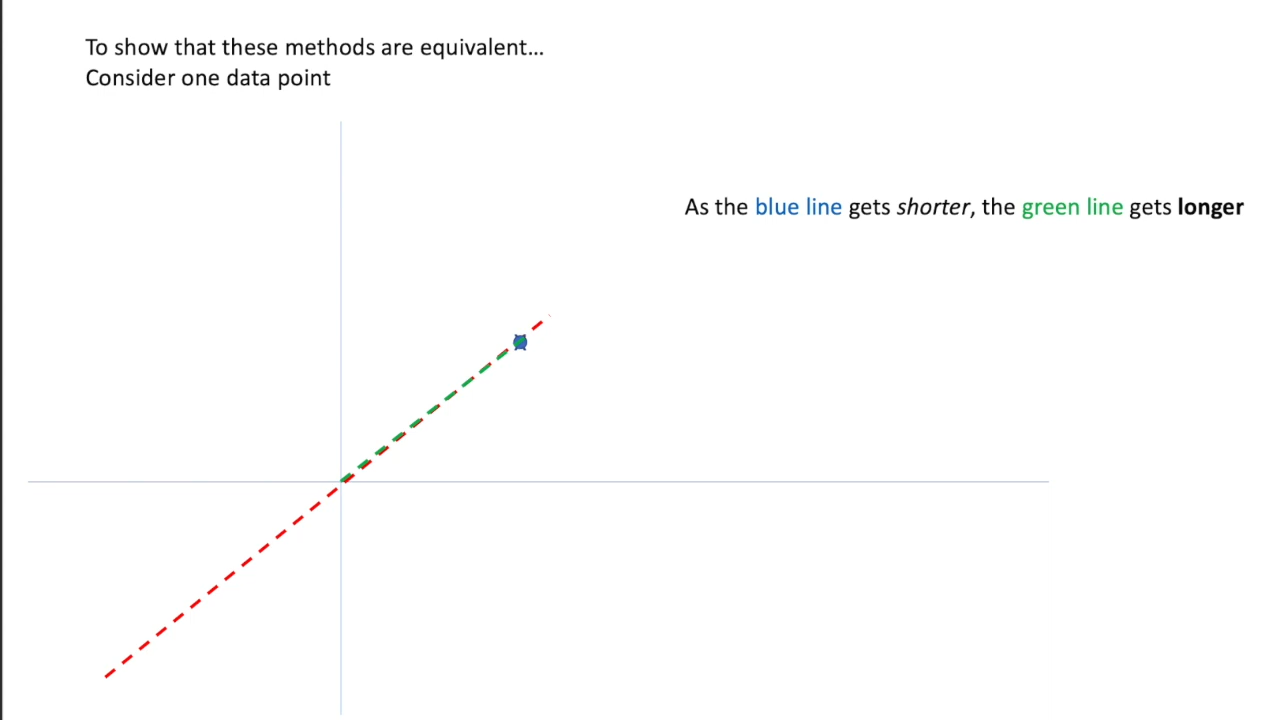 To show that these methods are equivalent...
Consider one data point
As the blue line gets shorter, the green line gets longer